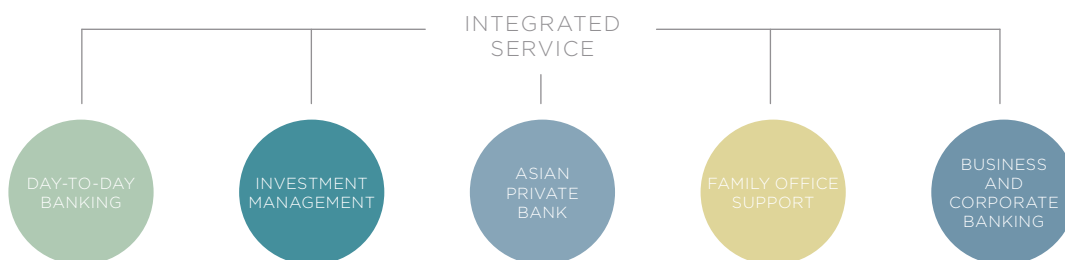 INTEGRATED
SERVICE
DAY-TO-DAY
BANKING
INVESTMENT
MANAGEMENT
ASIAN
PRIVATE
BANK
FAMILY OFFICE
SUPPORT
BUSINESS
AND
CORPORATE
BANKING